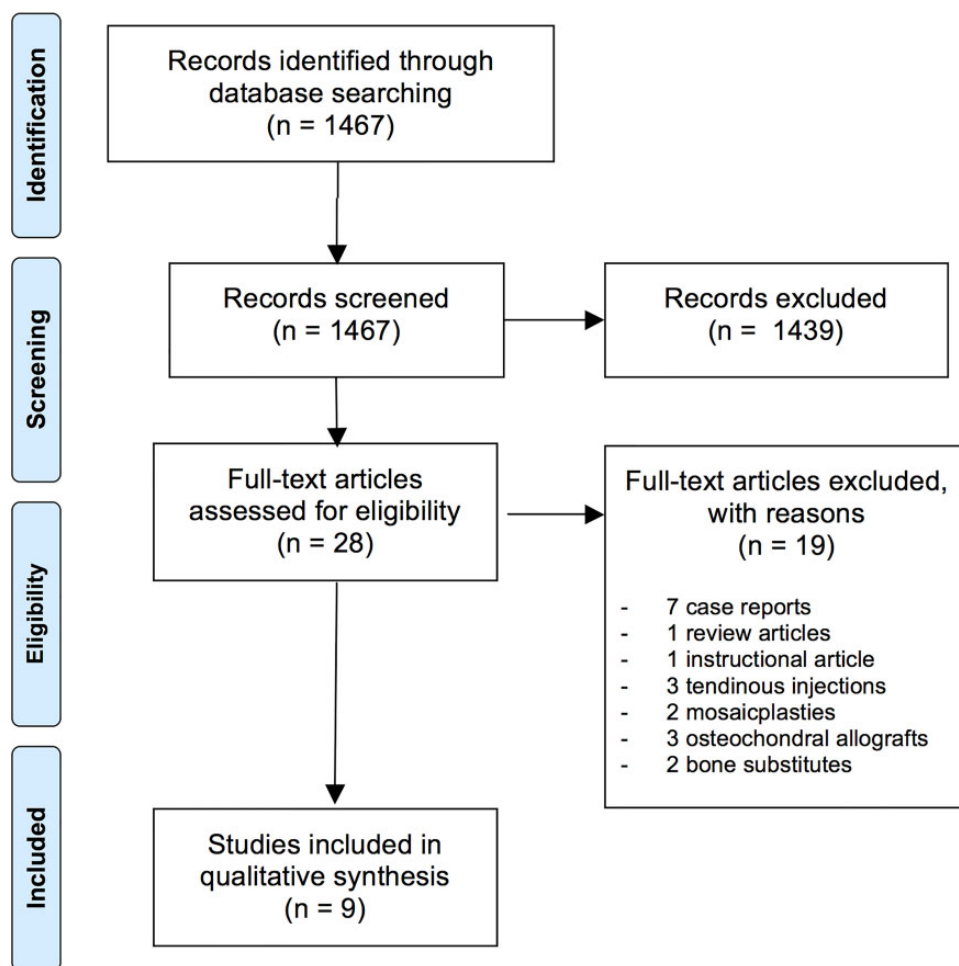 Identification
Records identified through
database searching
(n = 1467)
Screening
Records screened
(n = 1467)
Records excluded
(n = 1439)
Eligibility
Full-text articles
assessed for eligibility
(n = 28)
Full-text articles excluded,
with reasons
(n = 19)
- 7 case reports
- 1 review articles
- 1 instructional article
- 3 tendinous injections
- 2 mosaicplasties
- 3 osteochondral allografts
- 2 bone substitutes
Included
Studies included in
qualitative synthesis
(n = 9)